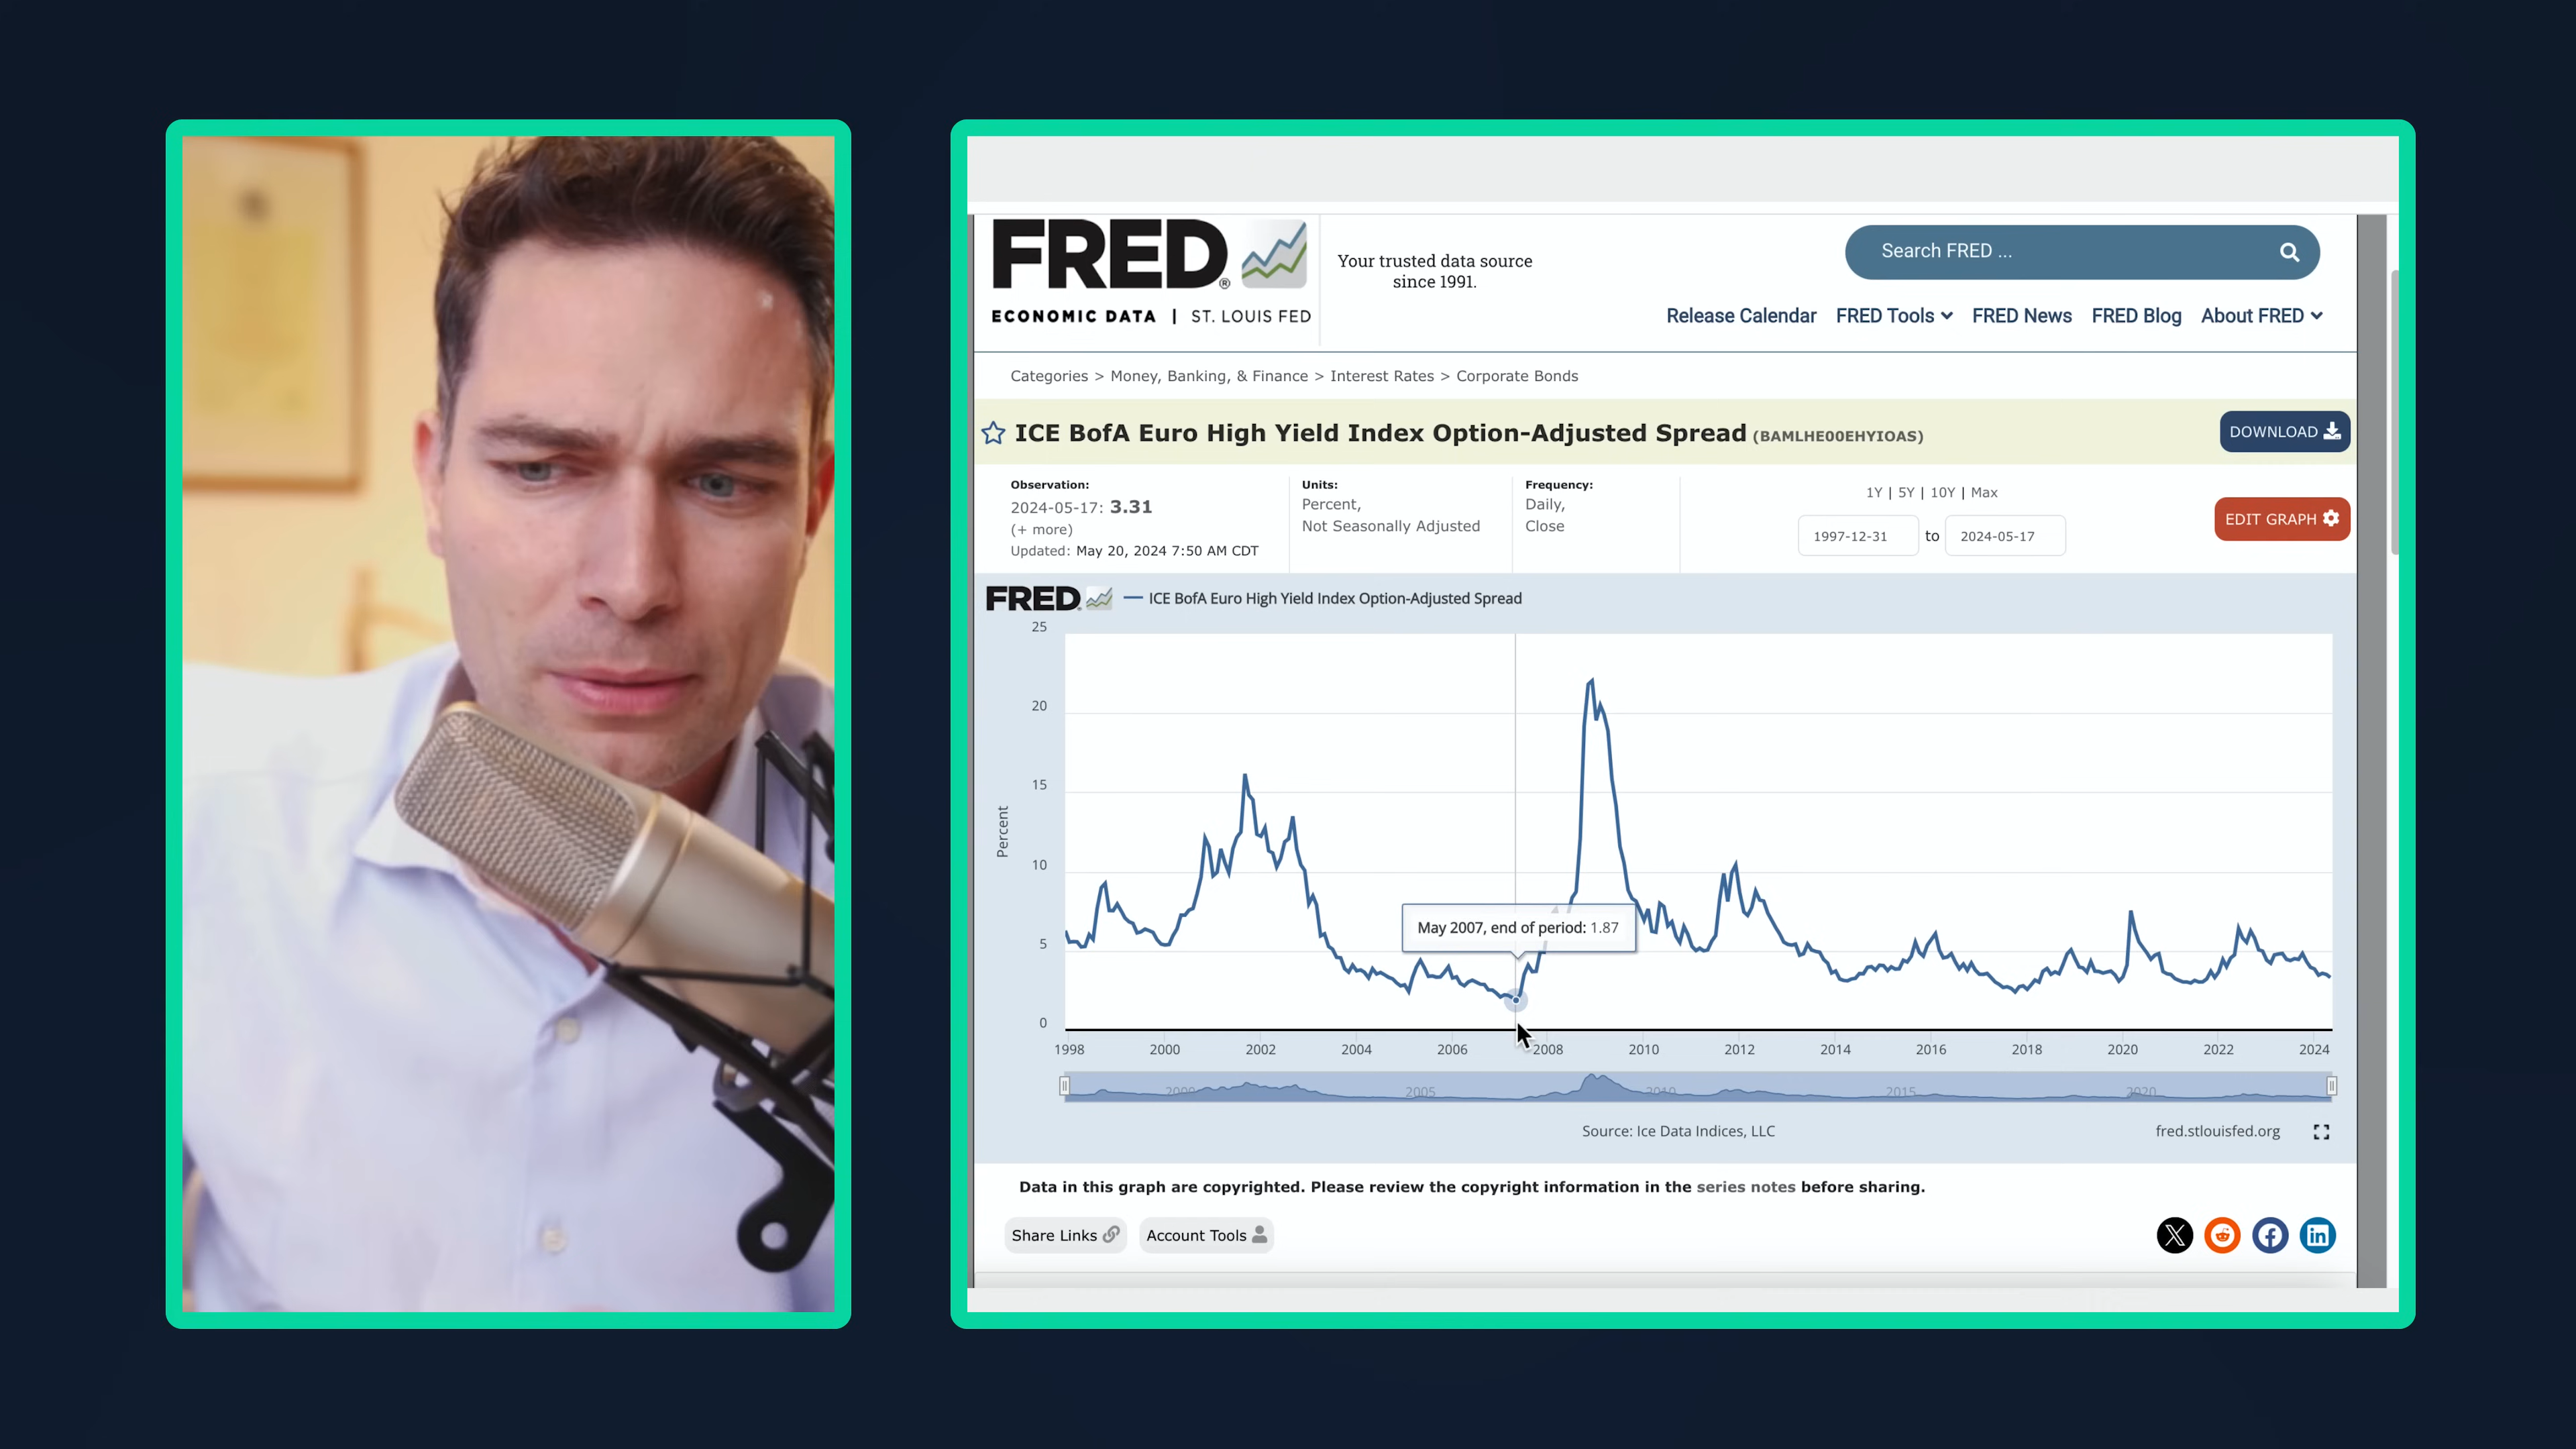 FRED®
ECONOMIC DATA | ST. LOUIS FED
Your trusted data source
since 1991.
Search FRED ...
Release Calendar FRED Tools FRED News FRED Blog About FRED
Categories > Money, Banking, & Finance > Interest Rates > Corporate Bonds
ICE BofA Euro High Yield Index Option-Adjusted Spread (BAMLHE00EHYIOAS)
DOWNLOAD
Observation:
2024-05-17: 3.31
(+ more)
Updated: May 20, 2024 7:50 AM CDT
Units:
Percent,
Not Seasonally Adjusted
Frequency:
Daily,
Close
1Y | 5Y | 10Y | Max
1997-12-31 to 2024-05-17
EDIT GRAPH
FRED ICE BofA Euro High Yield Index Option-Adjusted Spread
25
20
15
10
5
0
Percent
May 2007, end of period: 1.87
1998 2000 2002 2004 2006 2008 2010 2012 2014 2016 2018 2020 2022 2024
2000 2005 2010 2015 2020
Source: Ice Data Indices, LLC
fred.stlouisfed.org
Data in this graph are copyrighted. Please review the copyright information in the series notes before sharing.
Share Links Account Tools